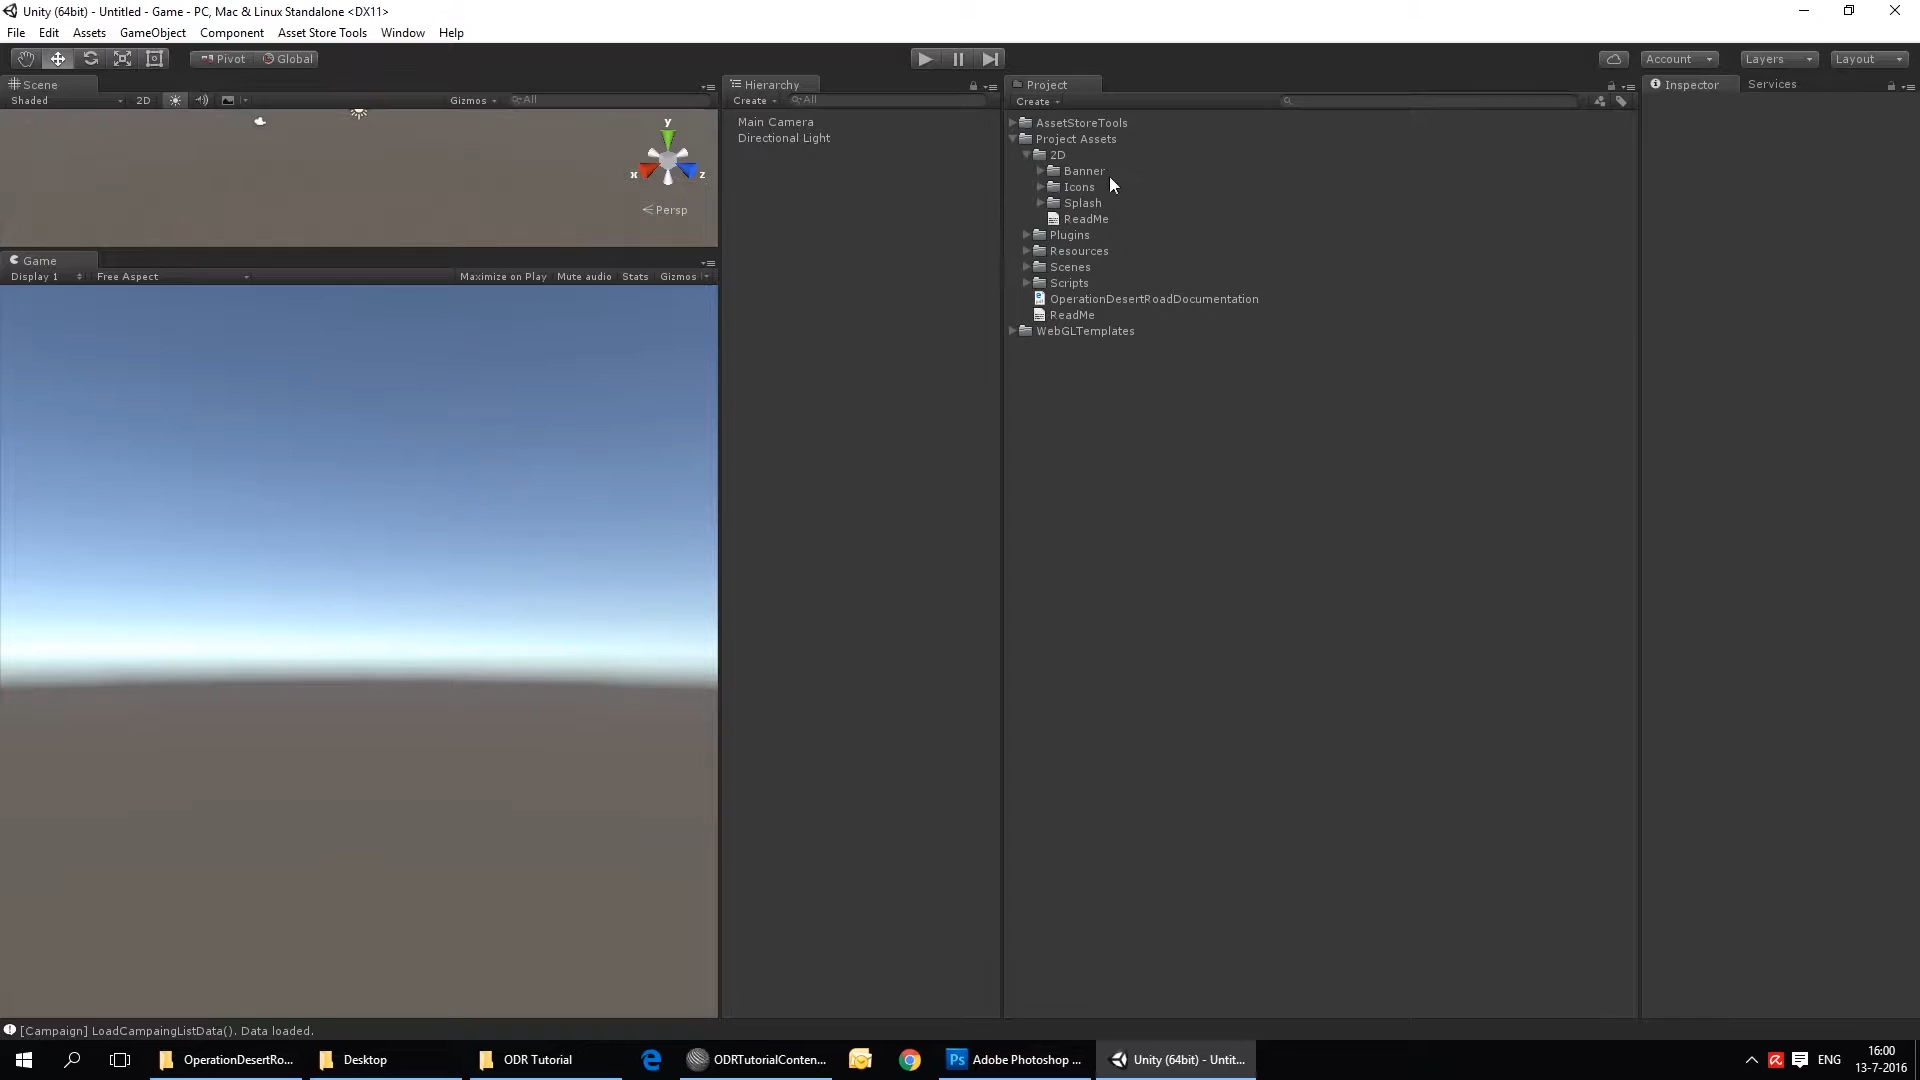 Unity (64bit) - Untitled - Game - PC, Mac & Linux Standalone <DX11>
File Edit Assets GameObject Component Asset Store Tools Window Help
Pivot Global Account Layers Layout
Scene
Shaded 2D Gizmos All
y
x z
Persp
Game
Display 1 Free Aspect Maximize on Play Mute audio Stats Gizmos
Hierarchy
Create All
Main Camera
Directional Light
Project
Create
AssetStoreTools
Project Assets
2D
Banner
Icons
Splash
ReadMe
Plugins
Resources
Scenes
Scripts
OperationDesertRoadDocumentation
ReadMe
WebGLTemplates
Inspector Services
[Campaign] LoadCampaingListData(). Data loaded.
OperationDesertRo... Desktop ODR Tutorial ODRTutorialConten... Ps Adobe Photoshop ... Unity (64bit) - Untit... ENG
16:00
13-7-2016